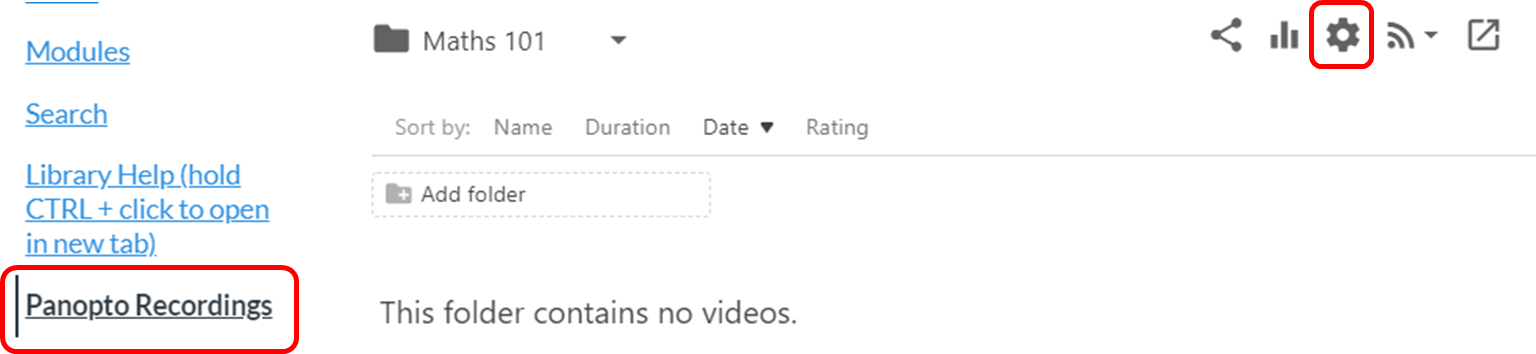 Modules
Search
Library Help (hold
CTRL + click to open
in new tab)
Panopto Recordings
Maths 101
Sort by: Name Duration Date Rating
Add folder
This folder contains no videos.